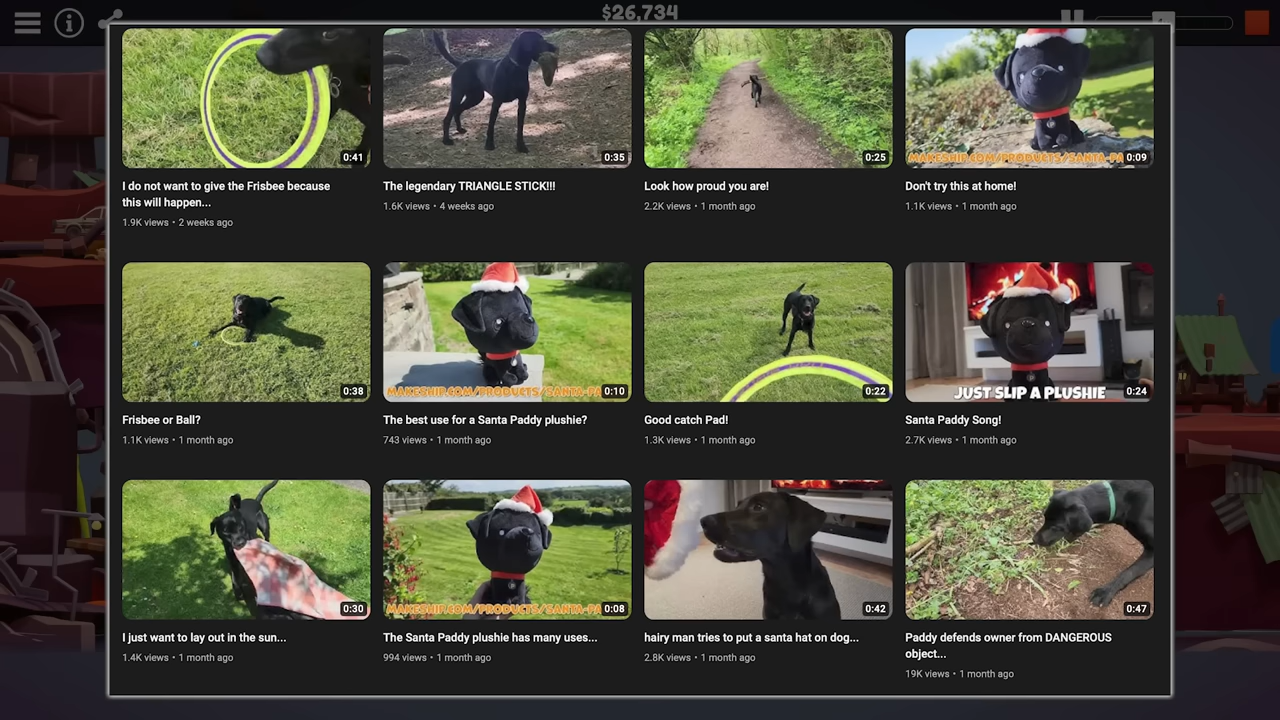 $26,734
0:41
0:35
0:25
MAKESHIP.COM/PRODUCTS/SANTA-PA
0:09
I do not want to give the Frisbee because
this will happen...
1.9K views • 2 weeks ago
The legendary TRIANGLE STICK!!!
1.6K views • 4 weeks ago
Look how proud you are!
2.2K views • 1 month ago
Don't try this at home!
1.1K views • 1 month ago
0:38
MAKESHIP.COM/PRODUCTS/SANTA-PA
0:10
0:22
JUST SLIP A PLUSHIE
0:24
Frisbee or Ball?
1.1K views • 1 month ago
The best use for a Santa Paddy plushie?
743 views • 1 month ago
Good catch Pad!
1.3K views • 1 month ago
Santa Paddy Song!
2.7K views • 1 month ago
0:30
MAKESHIP.COM/PRODUCTS/SANTA-PA
0:08
0:42
0:47
I just want to lay out in the sun...
1.4K views • 1 month ago
The Santa Paddy plushie has many uses...
994 views • 1 month ago
hairy man tries to put a santa hat on dog...
2.8K views • 1 month ago
Paddy defends owner from DANGEROUS
object...
19K views • 1 month ago